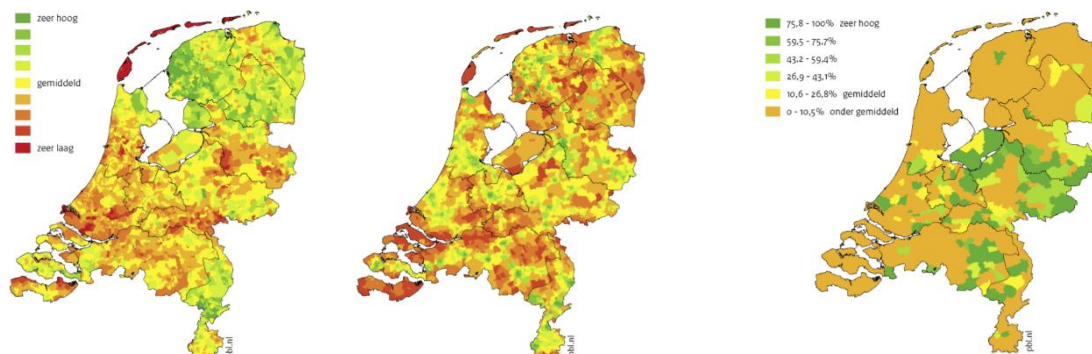 zeer hoog
gemiddeld
zeer laag
pbl.nl
pbl.nl
75,8 - 100% zeer hoog
59,5 - 75,7%
43,2 - 59,4%
26,9 - 43,1%
10,6 - 26,8% gemiddeld
0 - 10,5% onder gemiddeld
pbl.nl